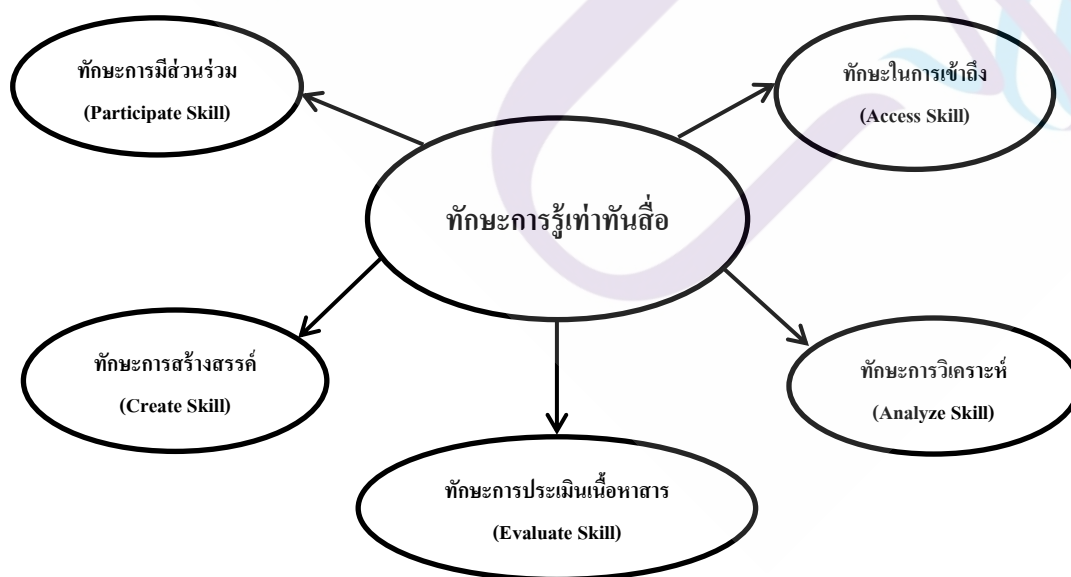 ทักษะการมีส่วนร่วม
(Participate Skill)
ทักษะในการเข้าถึง
(Access Skill)
ทักษะการรู้เท่าทันสื่อ
ทักษะการสร้างสรรค์
(Create Skill)
ทักษะการวิเคราะห์
(Analyze Skill)
ทักษะการประเมินเนื้อหาสาร
(Evaluate Skill)